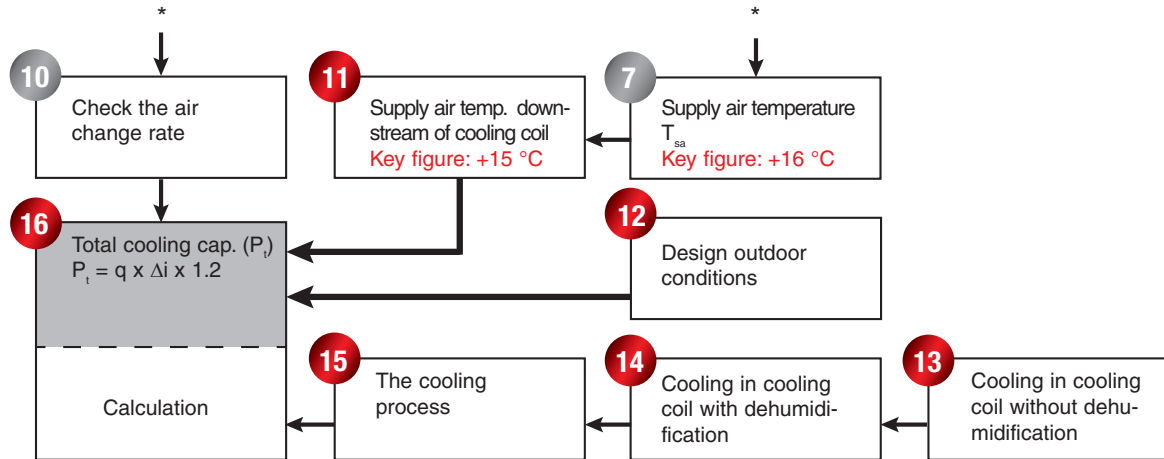 *
*
10
Check the air
change rate
11
Supply air temp. down-
stream of cooling coil
Key figure: +15 °C
7
Supply air temperature
Tsa
Key figure: +16 °C
16
Total cooling cap. (Pt)
Pt = q x Δi x 1.2
12
Design outdoor
conditions
Calculation
15
The cooling
process
14
Cooling in cooling
coil with dehumidi-
fication
13
Cooling in cooling
coil without dehu-
midification